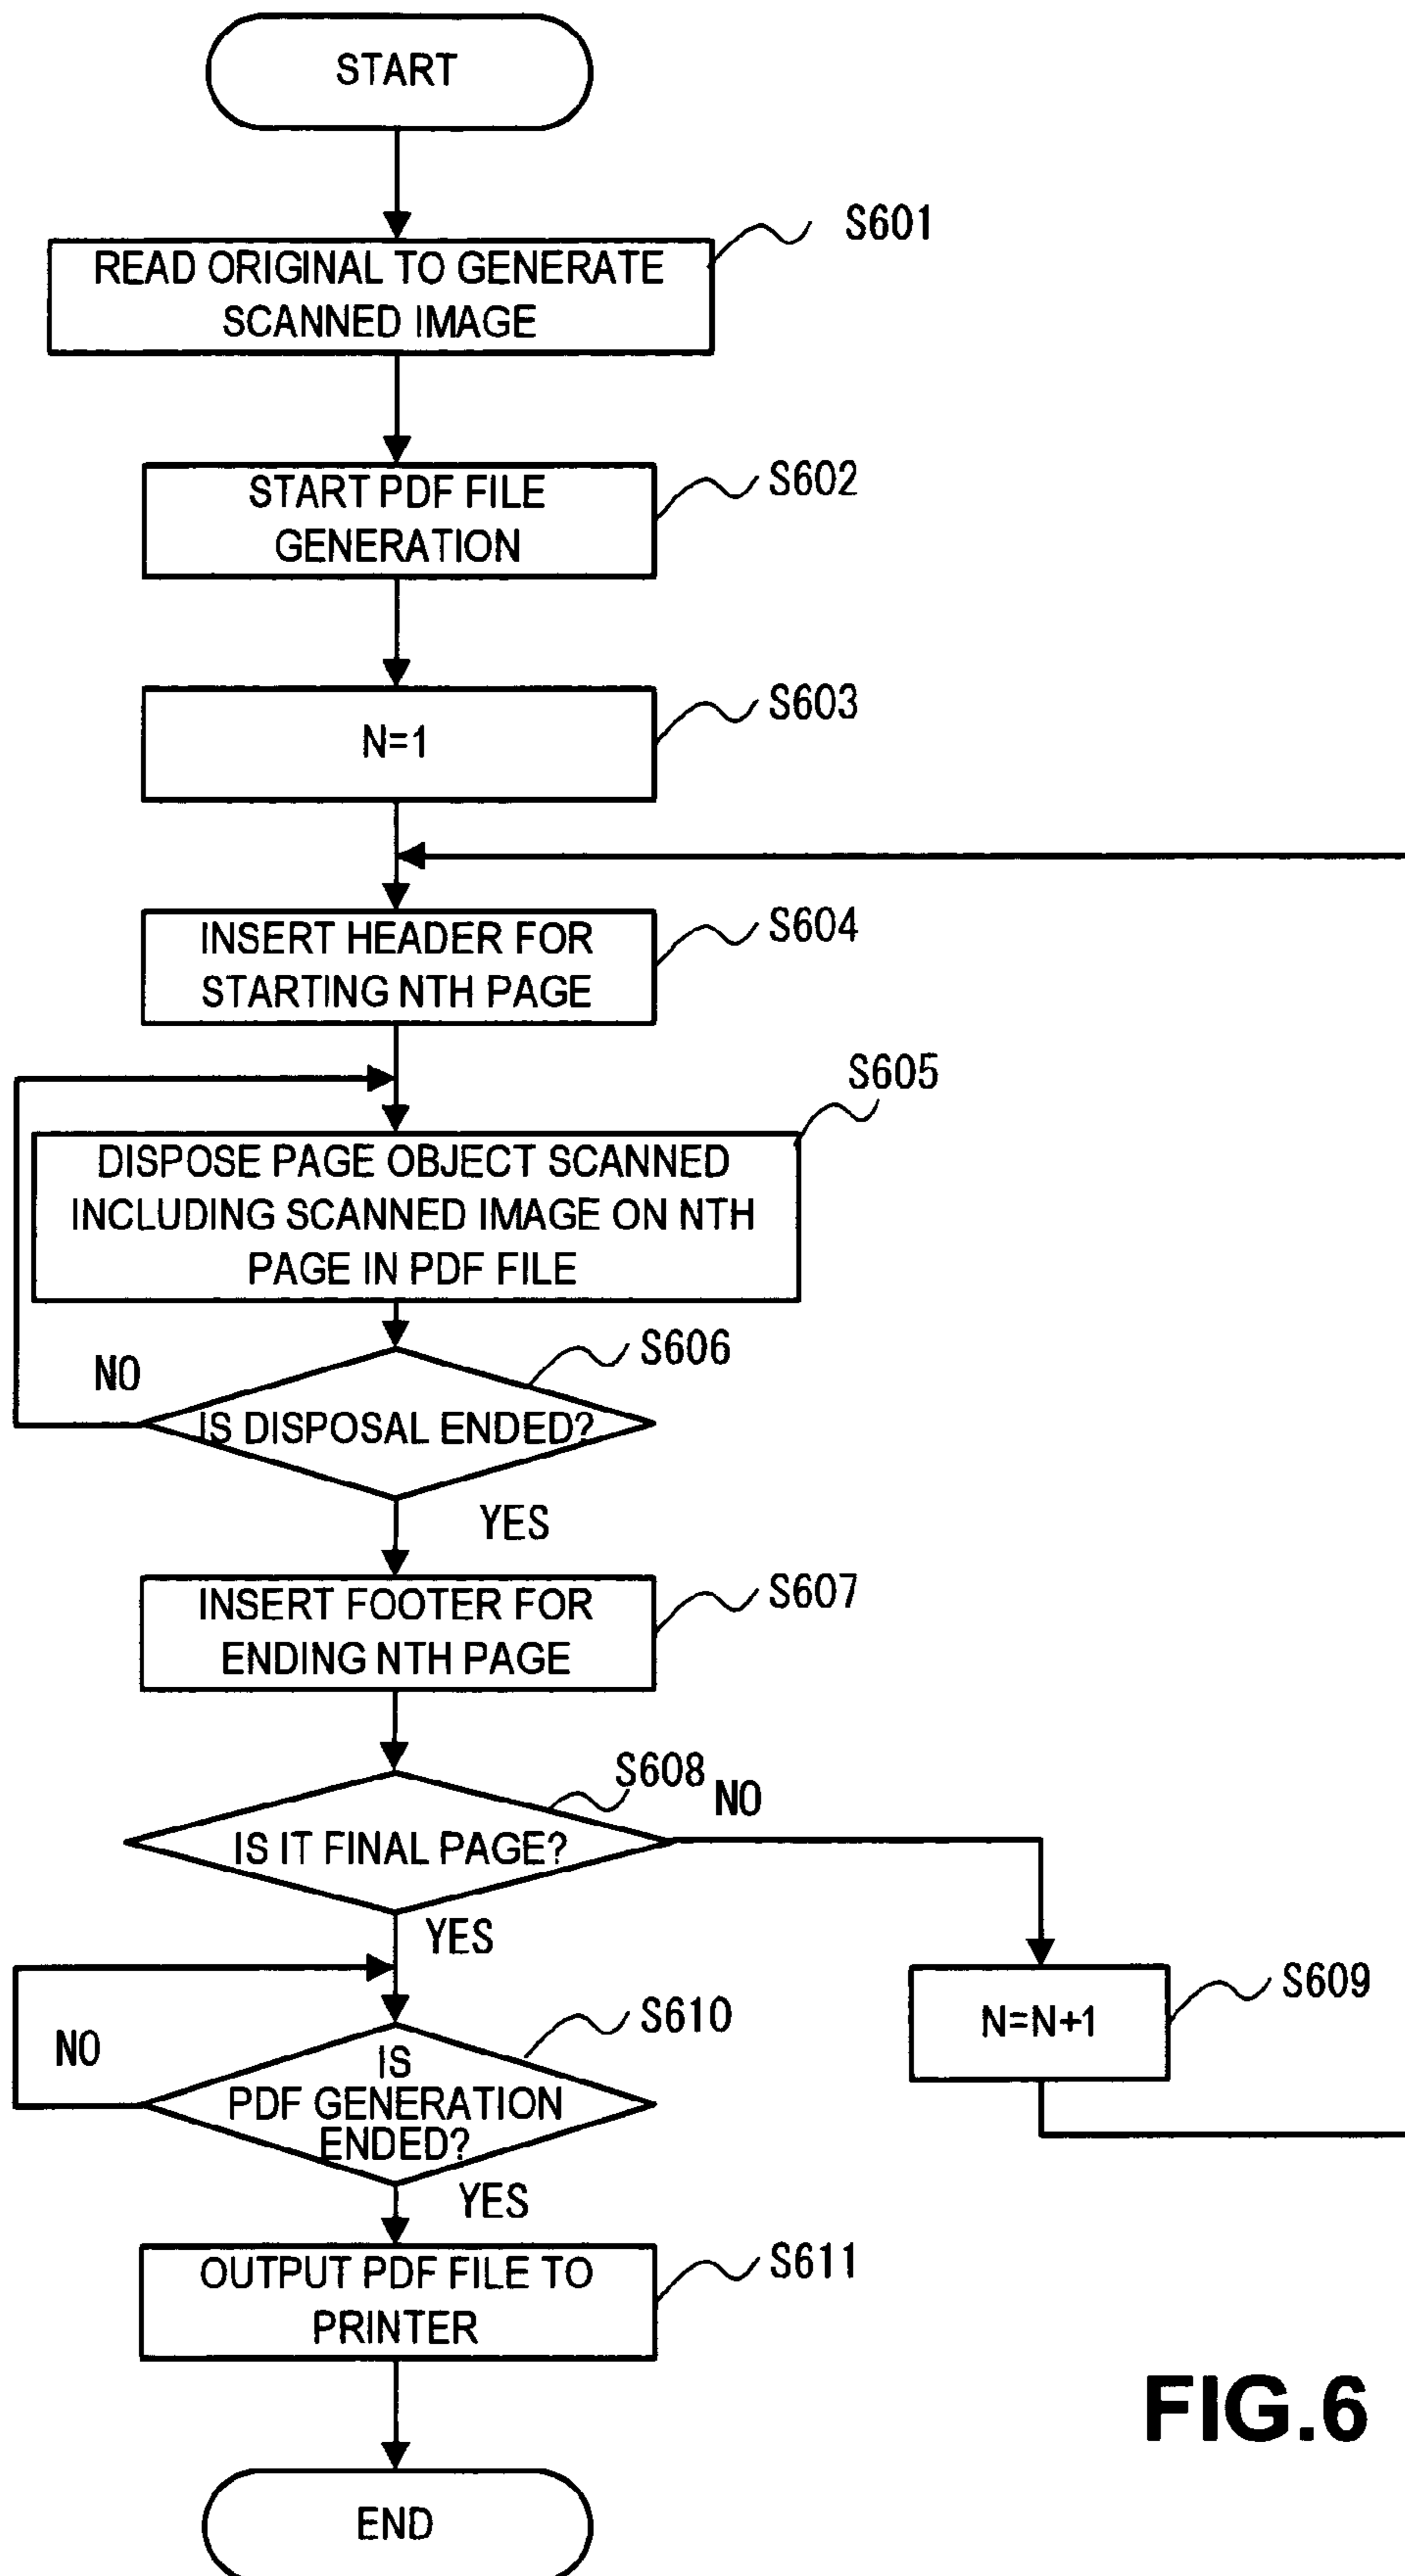 START
S601
READ ORIGINAL TO GENERATE
SCANNED IMAGE
S602
START PDF FILE
GENERATION
S603
N=1
S604
INSERT HEADER FOR
STARTING NTH PAGE
S605
DISPOSE PAGE OBJECT SCANNED
INCLUDING SCANNED IMAGE ON NTH
PAGE IN PDF FILE
S606
NO
IS DISPOSAL ENDED?
YES
S607
INSERT FOOTER FOR
ENDING NTH PAGE
S608
NO
IS IT FINAL PAGE?
YES
S609
N=N+1
S610
NO
IS
PDF GENERATION
ENDED?
YES
S611
OUTPUT PDF FILE TO
PRINTER
FIG.6
END